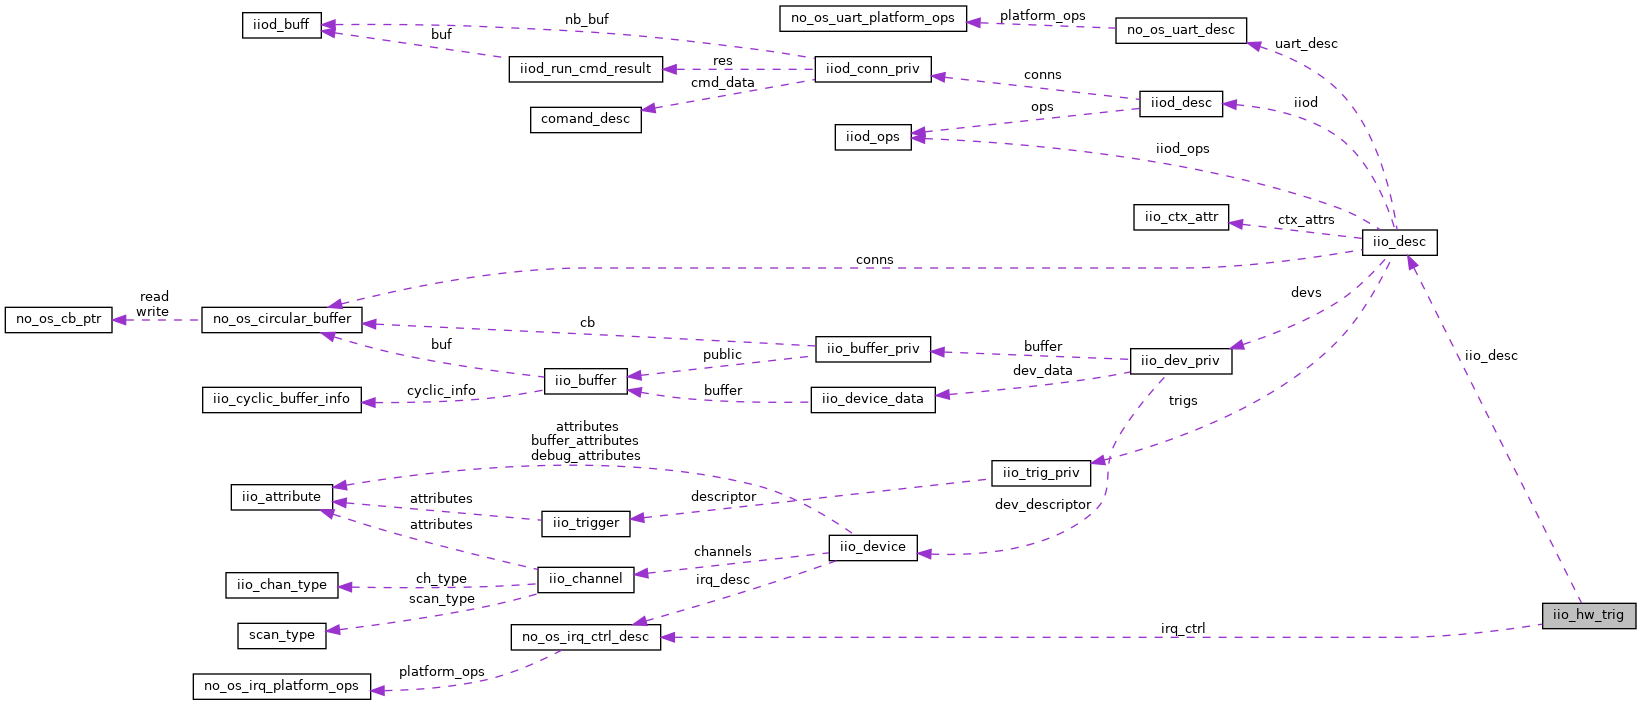 iiod_buff
nb_buf
no_os_uart_platform_ops
platform_ops
no_os_uart_desc
buf
uart_desc
iiod_run_cmd_result
res
iiod_conn_priv
conns
cmd_data
iiod_desc
iiod
comand_desc
ops
iiod_ops
iiod_ops
iio_ctx_attr
ctx_attrs
iio_desc
conns
devs
read
write
no_os_cb_ptr
no_os_circular_buffer
cb
buf
iio_buffer_priv
buffer
public
iio_dev_priv
iio_desc
dev_data
iio_buffer
cyclic_info
buffer
iio_cyclic_buffer_info
iio_device_data
trigs
attributes
buffer_attributes
debug_attributes
iio_trig_priv
iio_attribute
attributes
descriptor
dev_descriptor
attributes
iio_trigger
iio_device
channels
ch_type
iio_channel
irq_desc
iio_chan_type
scan_type
iio_hw_trig
scan_type
no_os_irq_ctrl_desc
irq_ctrl
platform_ops
no_os_irq_platform_ops